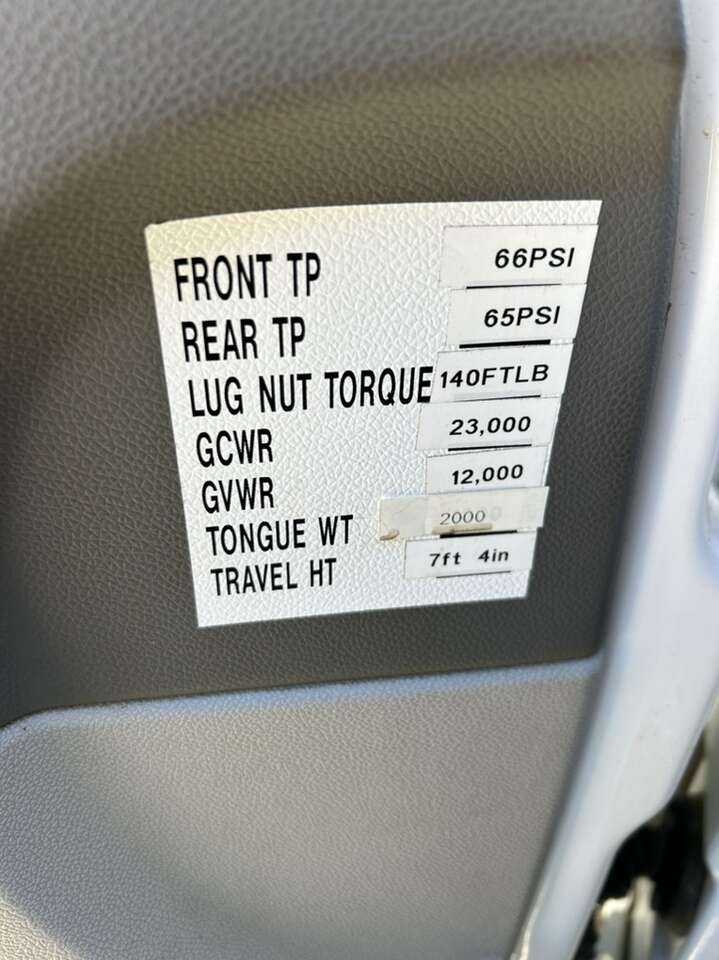 FRONT TP 66PSI
REAR TP 65PSI
LUG NUT TORQUE 140FTLB
GCWR 23,000
GVWR 12,000
TONGUE WT 2000
TRAVEL HT 7ft 4in